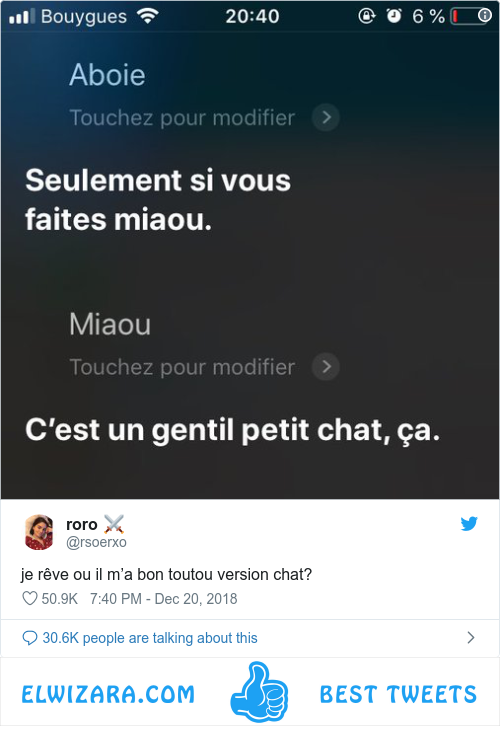 Bouygues 20:40 6 %
Aboie
Touchez pour modifier
Seulement si vous
faites miaou.
Miaou
Touchez pour modifier
C’est un gentil petit chat, ça.
roro ⚔️
@rsoerxo
je rêve ou il m’a bon toutou version chat?
50.9K 7:40 PM - Dec 20, 2018
30.6K people are talking about this
ELWIZARA.COM BEST TWEETS